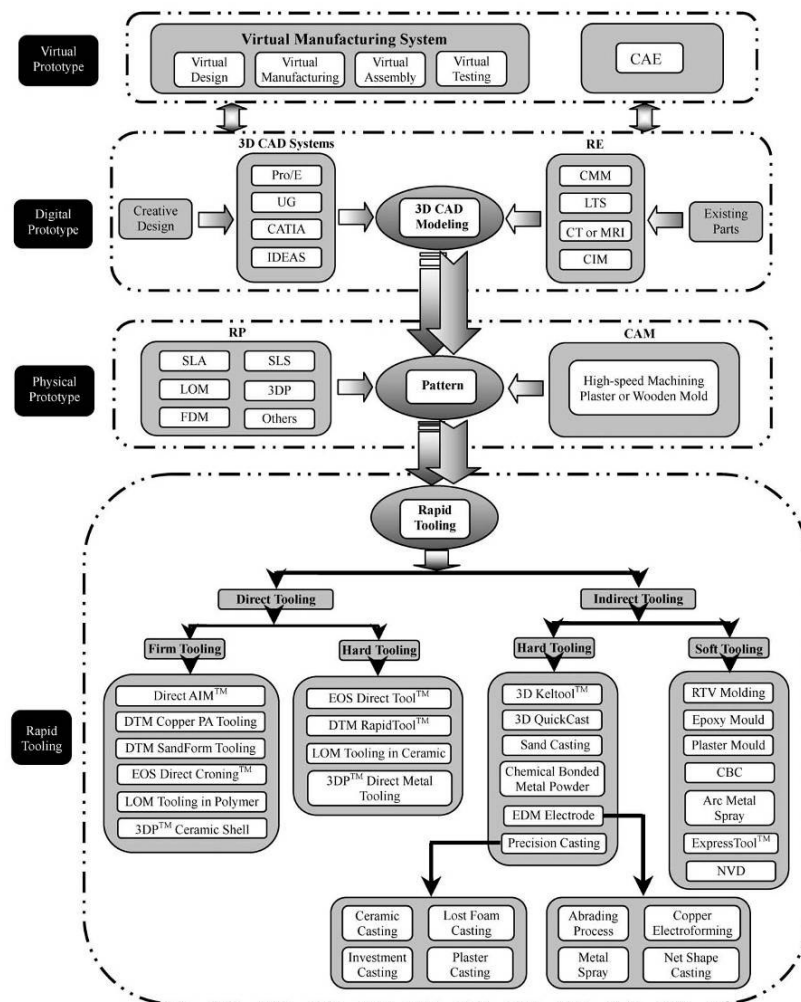 Virtual Prototype
Virtual Manufacturing System
Virtual Design
Virtual Manufacturing
Virtual Assembly
Virtual Testing
CAE
Digital Prototype
Creative Design
3D CAD Systems
Pro/E
UG
CATIA
IDEAS
3D CAD Modeling
RE
CMM
LTS
CT or MRI
CIM
Existing Parts
Physical Prototype
RP
SLA
SLS
LOM
3DP
FDM
Others
Pattern
CAM
High-speed Machining
Plaster or Wooden Mold
Rapid Tooling
Rapid Tooling
Direct Tooling
Indirect Tooling
Firm Tooling
Direct AIM™
DTM Copper PA Tooling
DTM SandForm Tooling
EOS Direct Croning™
LOM Tooling in Polymer
3DP™ Ceramic Shell
Hard Tooling
EOS Direct Tool™
DTM RapidTool™
LOM Tooling in Ceramic
3DP™ Direct Metal
Tooling
Hard Tooling
3D Keltool™
3D QuickCast
Sand Casting
Chemical Bonded
Metal Powder
EDM Electrode
Precision Casting
Soft Tooling
RTV Molding
Epoxy Mould
Plaster Mould
CBC
Arc Metal
Spray
ExpressTool™
NVD
Ceramic
Casting
Lost Foam
Casting
Investment
Casting
Plaster
Casting
Abrading
Process
Copper
Electroforming
Metal
Spray
Net Shape
Casting